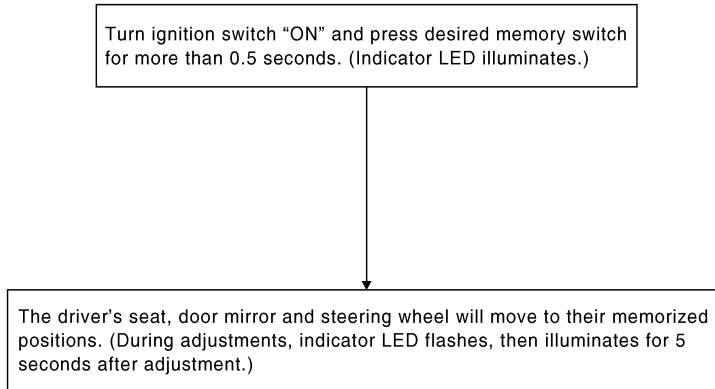 Turn ignition switch “ON” and press desired memory switch
for more than 0.5 seconds. (Indicator LED illuminates.)
The driver’s seat, door mirror and steering wheel will move to their memorized
positions. (During adjustments, indicator LED flashes, then illuminates for 5
seconds after adjustment.)